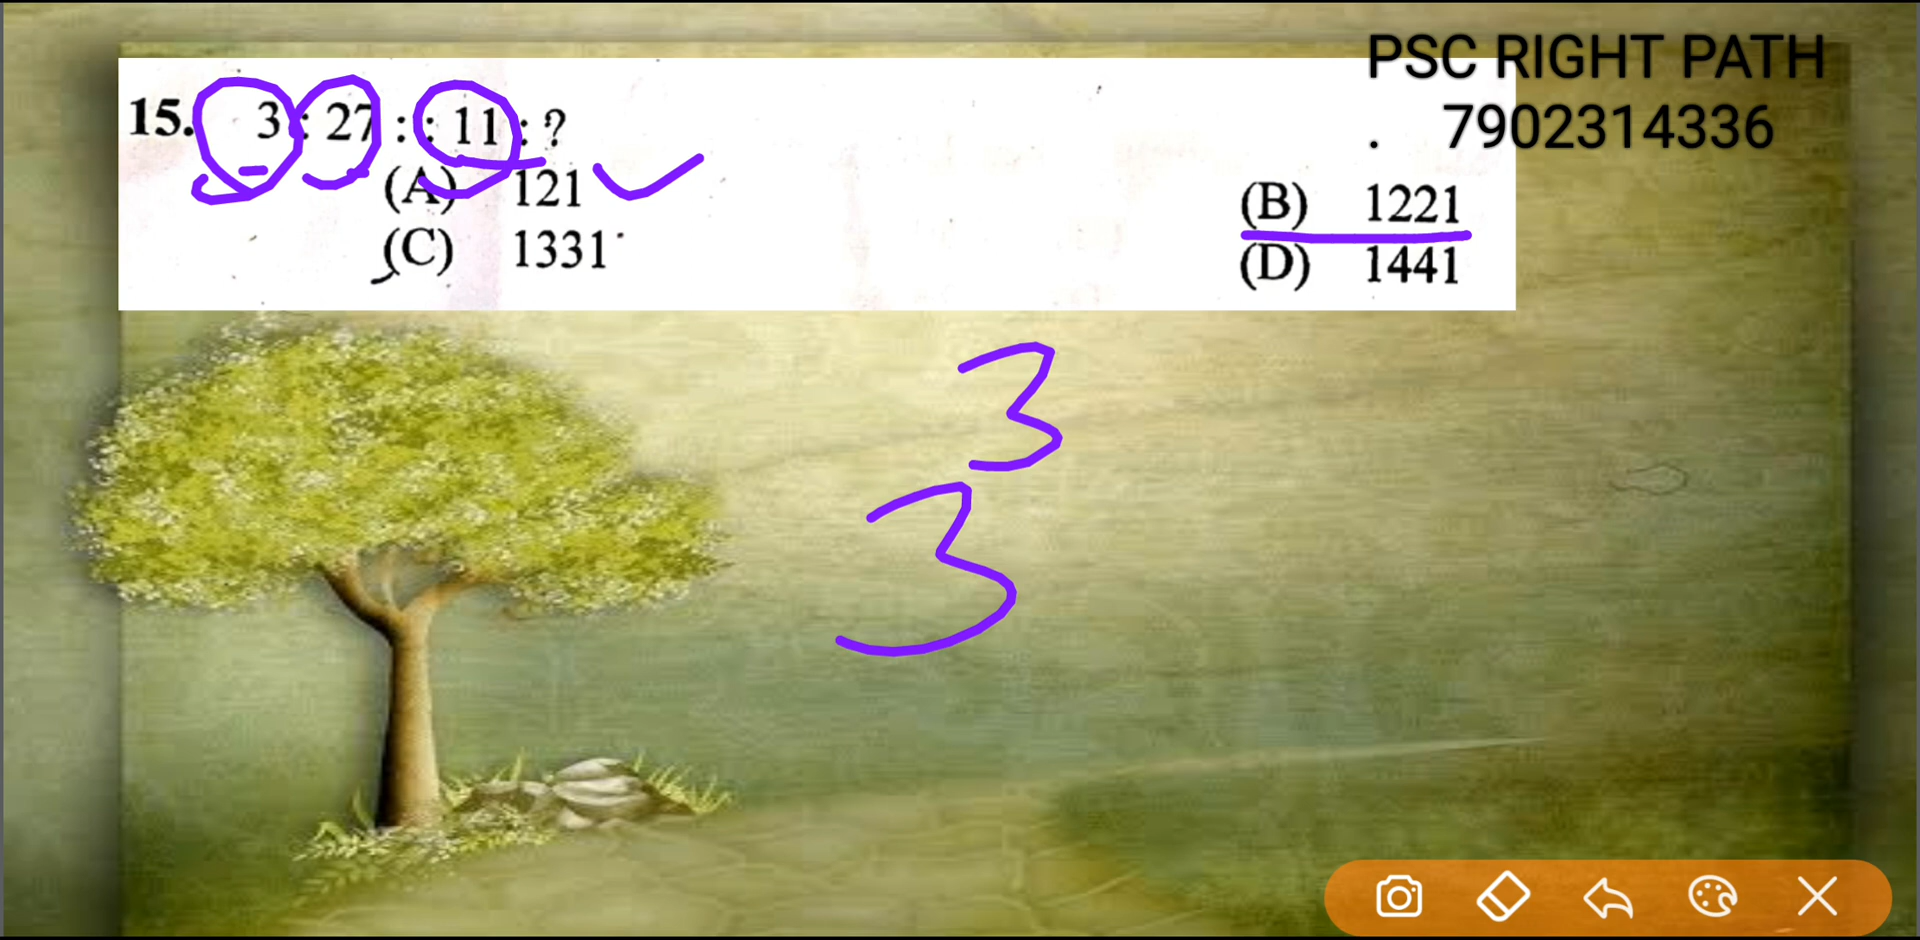 PSC RIGHT PATH
. 7902314336
15. 3 : 27 : : 11 : ?
(A) 121
(B) 1221
(C) 1331
(D) 1441
3
3